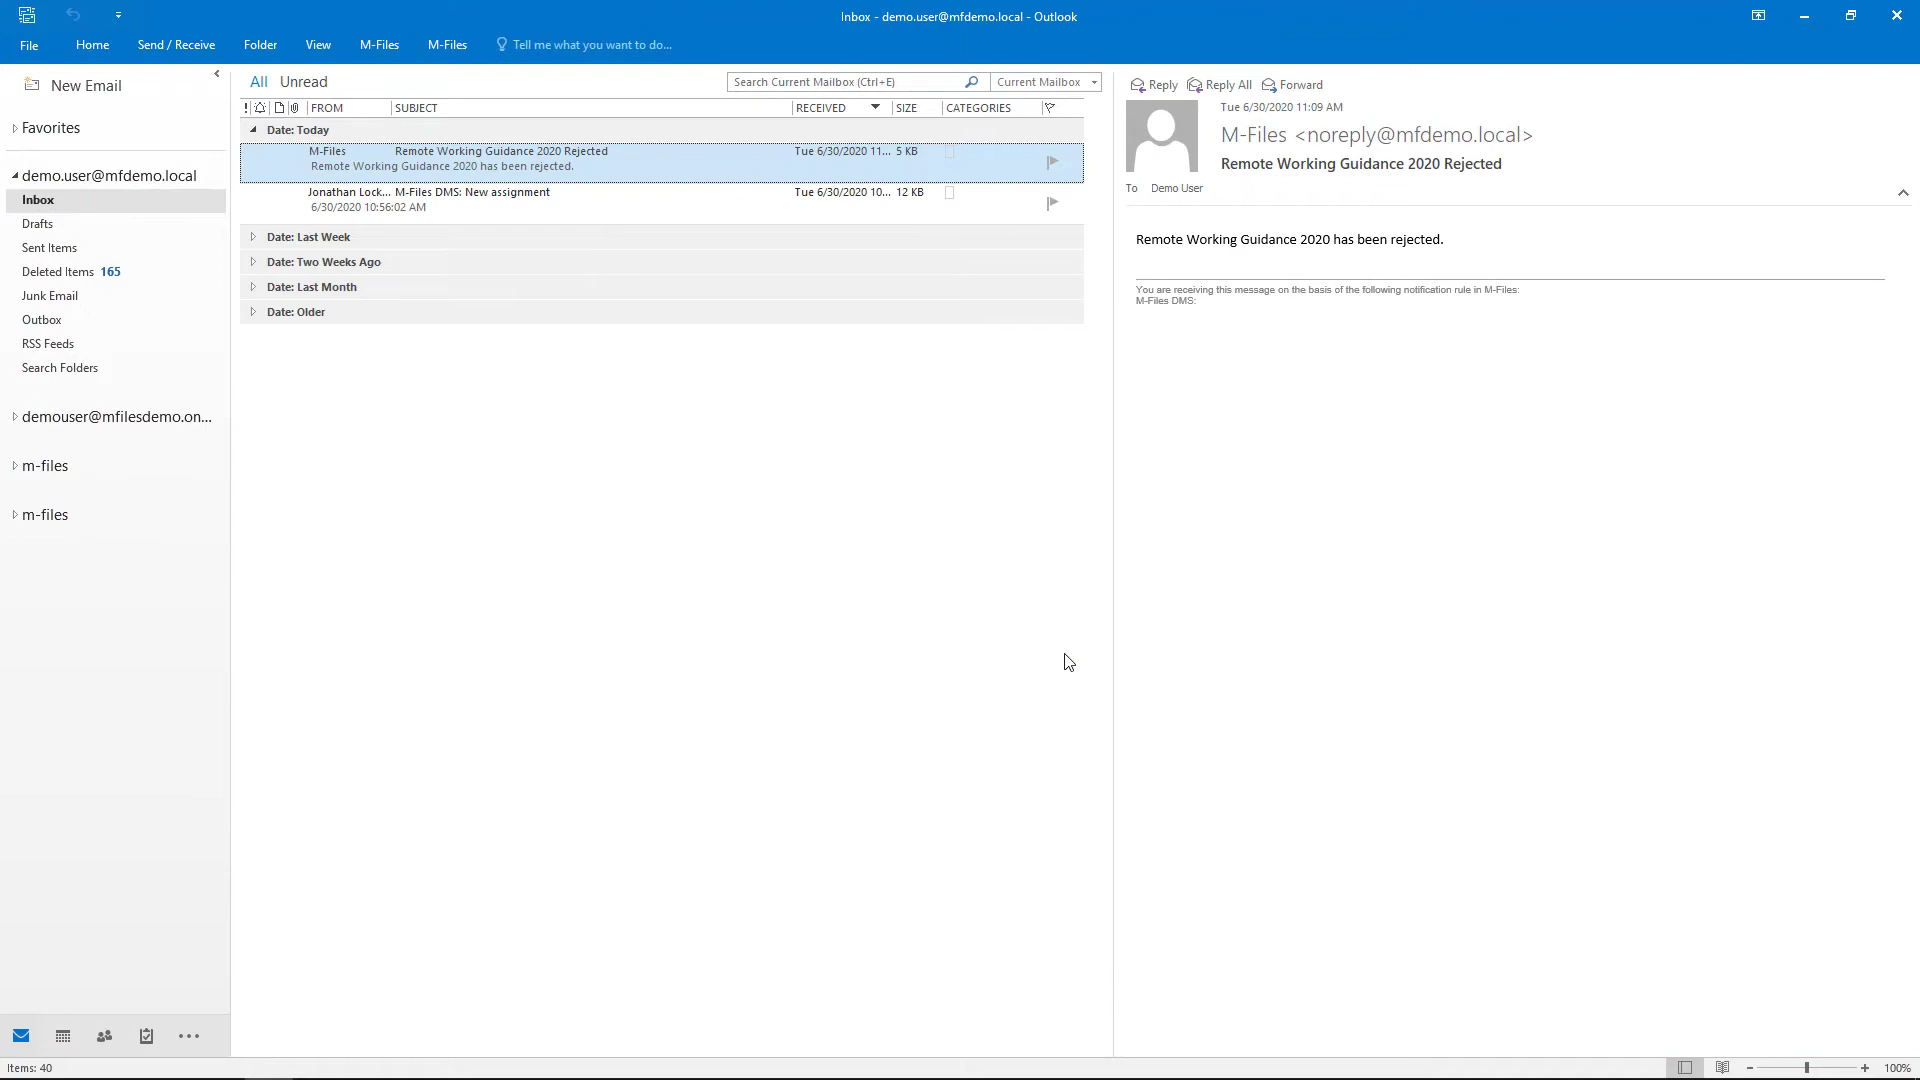 Inbox - demo.user@mfdemo.local - Outlook
File Home Send / Receive Folder View M-Files M-Files Tell me what you want to do...
New Email
Favorites
demo.user@mfdemo.local
Inbox
Drafts
Sent Items
Deleted Items 165
Junk Email
Outbox
RSS Feeds
Search Folders
demouser@mfilesdemo.on...
m-files
m-files
All Unread
Search Current Mailbox (Ctrl+E) Current Mailbox
! FROM SUBJECT RECEIVED SIZE CATEGORIES
Date: Today
M-Files Remote Working Guidance 2020 Rejected Tue 6/30/2020 11... 5 KB
Remote Working Guidance 2020 has been rejected.
Jonathan Lock... M-Files DMS: New assignment Tue 6/30/2020 10... 12 KB
6/30/2020 10:56:02 AM
Date: Last Week
Date: Two Weeks Ago
Date: Last Month
Date: Older
Reply Reply All Forward
Tue 6/30/2020 11:09 AM
M-Files <noreply@mfdemo.local>
Remote Working Guidance 2020 Rejected
To Demo User
Remote Working Guidance 2020 has been rejected.
You are receiving this message on the basis of the following notification rule in M-Files:
M-Files DMS:
Items: 40
100%